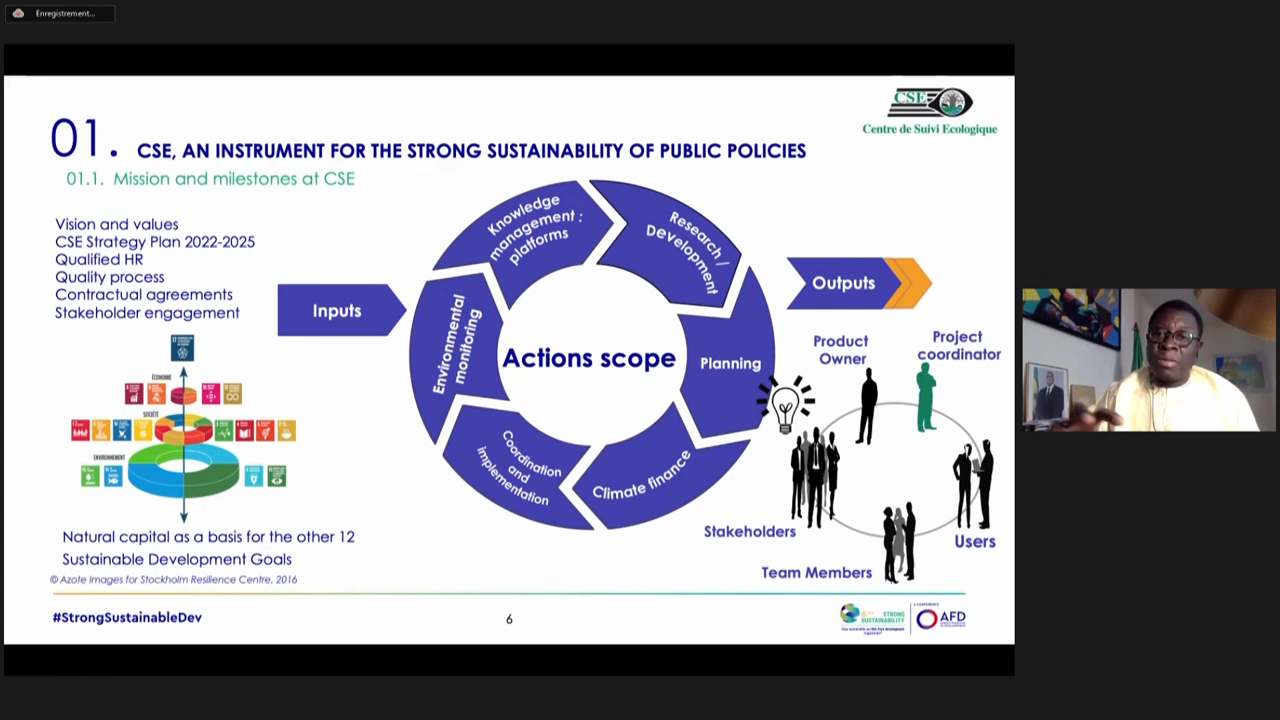 Enregistrement...
CSE
Centre de Suivi Ecologique
01. CSE, AN INSTRUMENT FOR THE STRONG SUSTAINABILITY OF PUBLIC POLICIES
01.1. Mission and milestones at CSE
Vision and values
CSE Strategy Plan 2022-2025
Qualified HR
Quality process
Contractual agreements
Stakeholder engagement
Inputs
Knowledge
management :
platforms
Research /
Development
Planning
Climate finance
Coordination
and
implementation
Environmental
monitoring
Actions scope
Outputs
Product
Owner
Project
coordinator
Stakeholders
Users
Team Members
ÉCONOMIE
SOCIÉTÉ
ENVIRONNEMENT
Natural capital as a basis for the other 12
Sustainable Development Goals
© Azote Images for Stockholm Resilience Centre, 2016
#StrongSustainableDev
6
STRONG
SUSTAINABILITY
A CONFERENCE
AFD